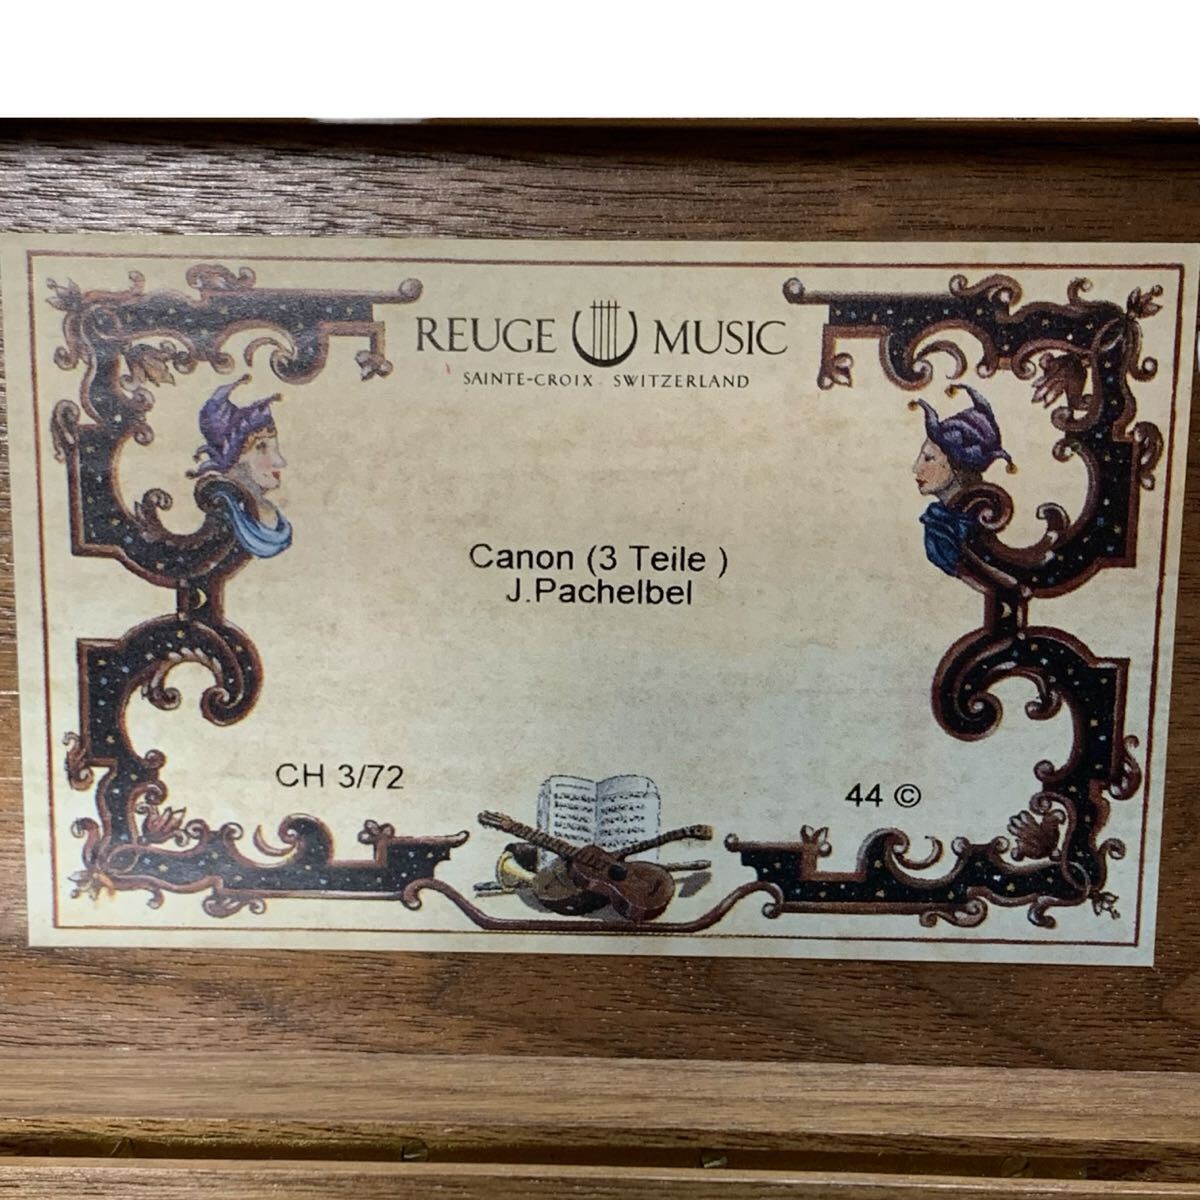 REUGE MUSIC
SAINTE-CROIX SWITZERLAND
Canon (3 Teile )
J.Pachelbel
CH 3/72
44 ©